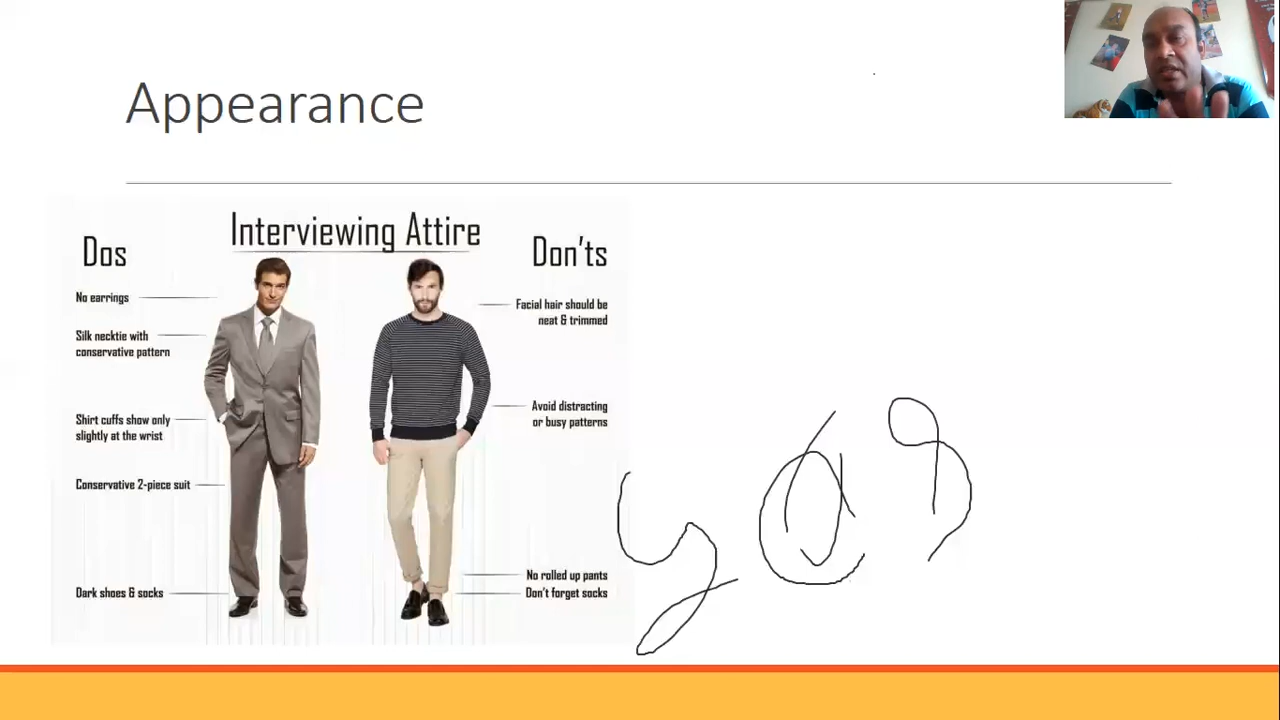 Appearance
Interviewing Attire
Dos
Don'ts
No earrings
Silk necktie with
conservative pattern
Shirt cuffs show only
slightly at the wrist
Conservative 2-piece suit
Dark shoes & socks
Facial hair should be
neat & trimmed
Avoid distracting
or busy patterns
No rolled up pants
Don't forget socks